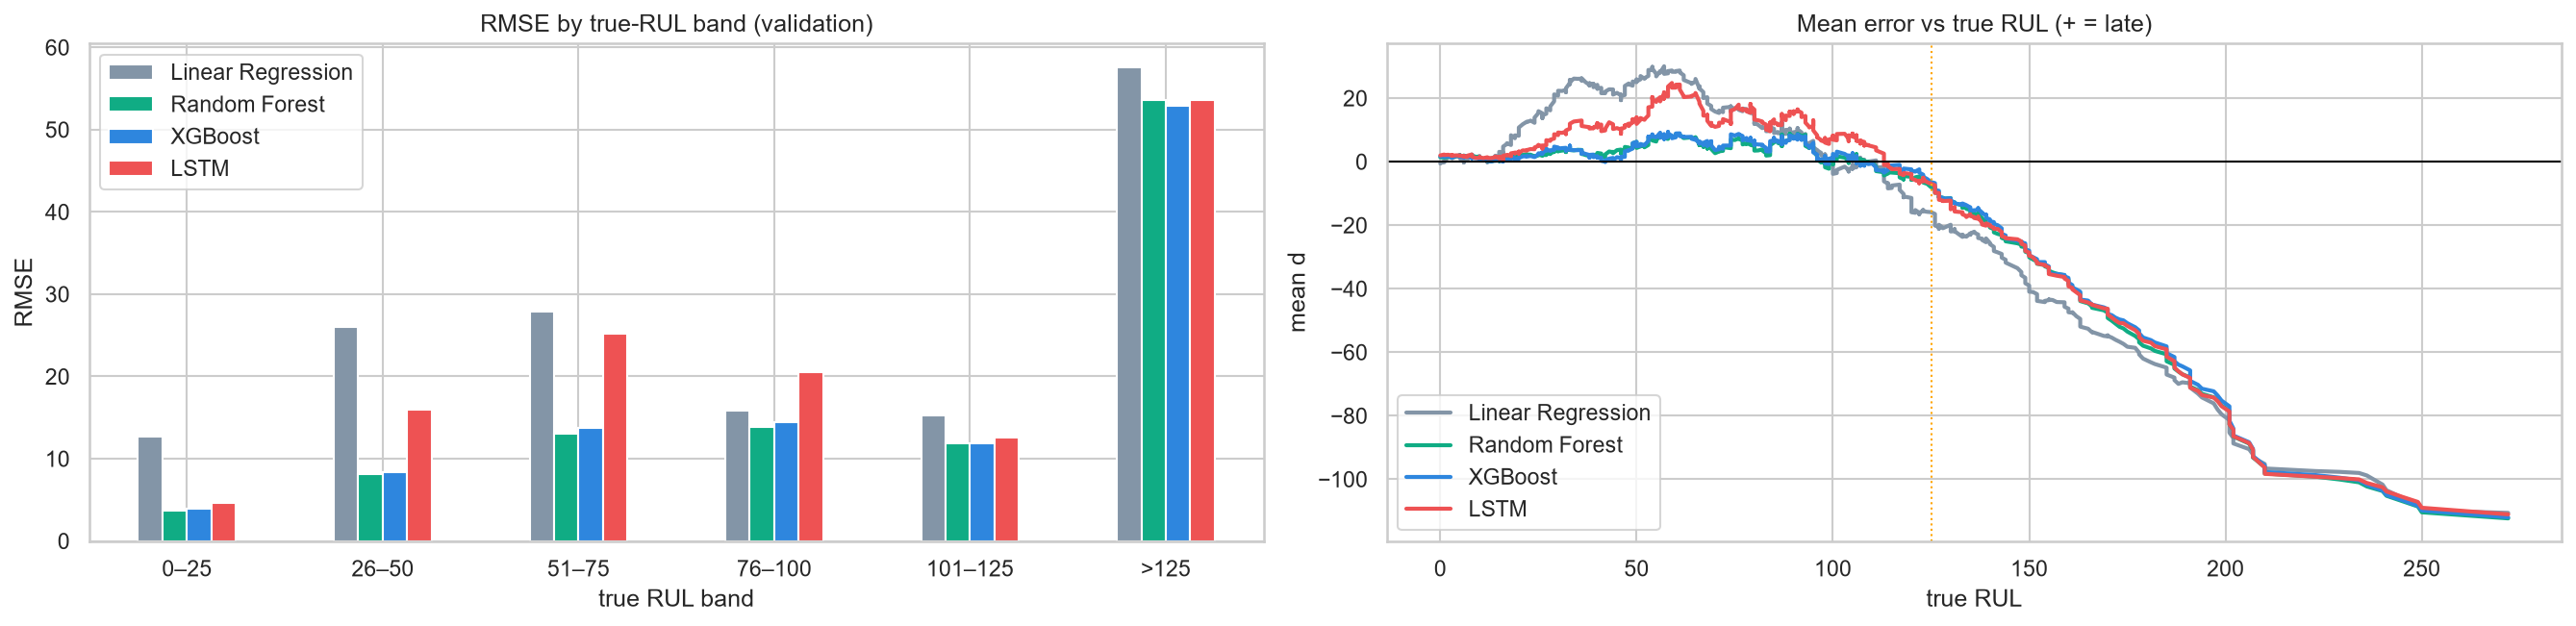 RMSE by true-RUL band (validation)
60
50
40
30
20
10
0
RMSE
Linear Regression
Random Forest
XGBoost
LSTM
0–25
26–50
51–75
76–100
101–125
>125
true RUL band
Mean error vs true RUL (+ = late)
20
0
−20
−40
−60
−80
−100
mean d
Linear Regression
Random Forest
XGBoost
LSTM
0
50
100
150
200
250
true RUL